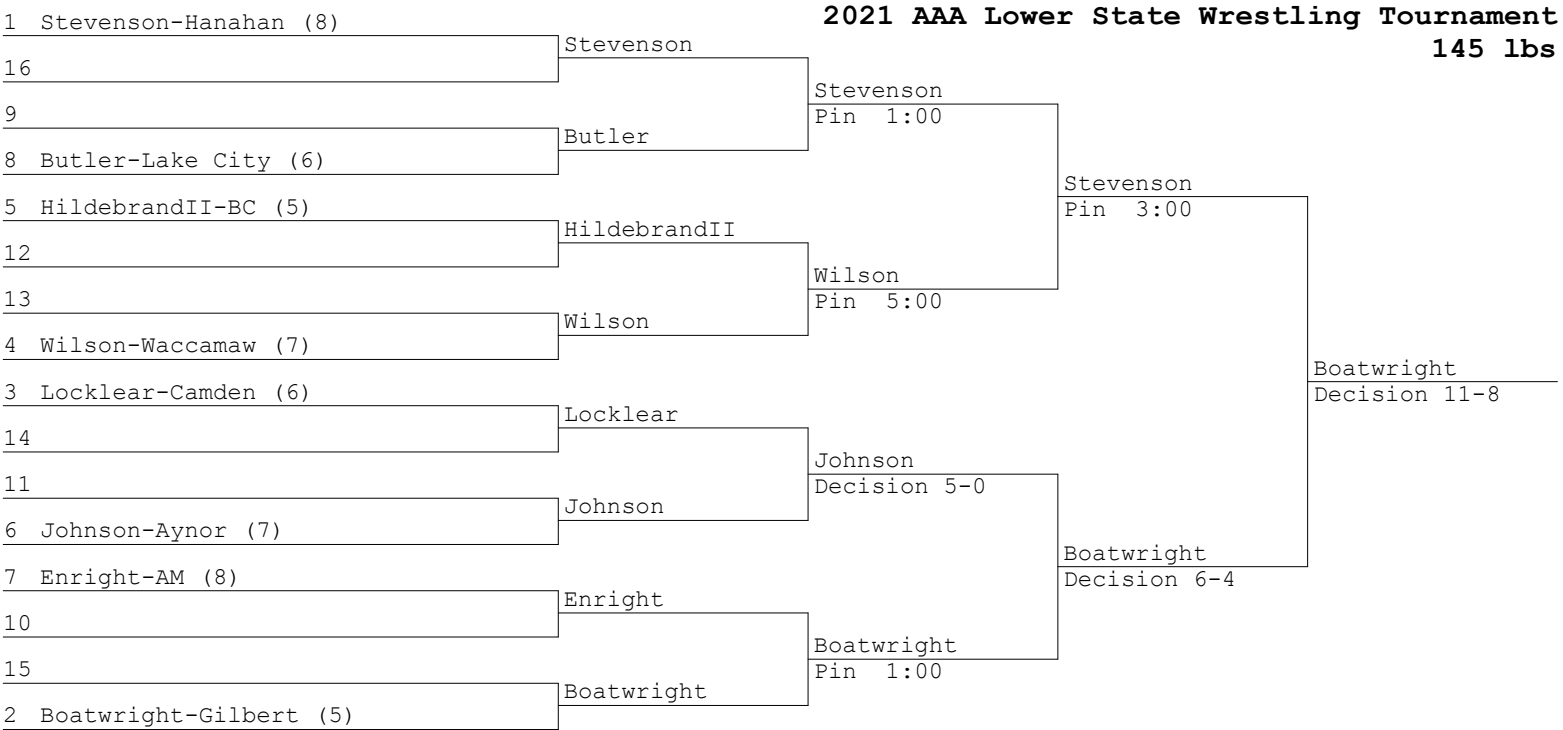 2021 AAA Lower State Wrestling Tournament
145 lbs
1 Stevenson-Hanahan (8)
16
9
8 Butler-Lake City (6)
5 HildebrandII-BC (5)
12
13
4 Wilson-Waccamaw (7)
3 Locklear-Camden (6)
14
11
6 Johnson-Aynor (7)
7 Enright-AM (8)
10
15
2 Boatwright-Gilbert (5)
Stevenson
Butler
HildebrandII
Wilson
Locklear
Johnson
Enright
Boatwright
Stevenson
Pin 1:00
Wilson
Pin 5:00
Johnson
Decision 5-0
Boatwright
Pin 1:00
Stevenson
Pin 3:00
Boatwright
Decision 6-4
Boatwright
Decision 11-8